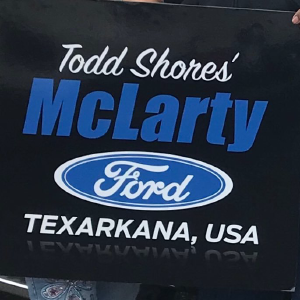 Todd Shores'
McLarty
Ford
TEXARKANA, USA